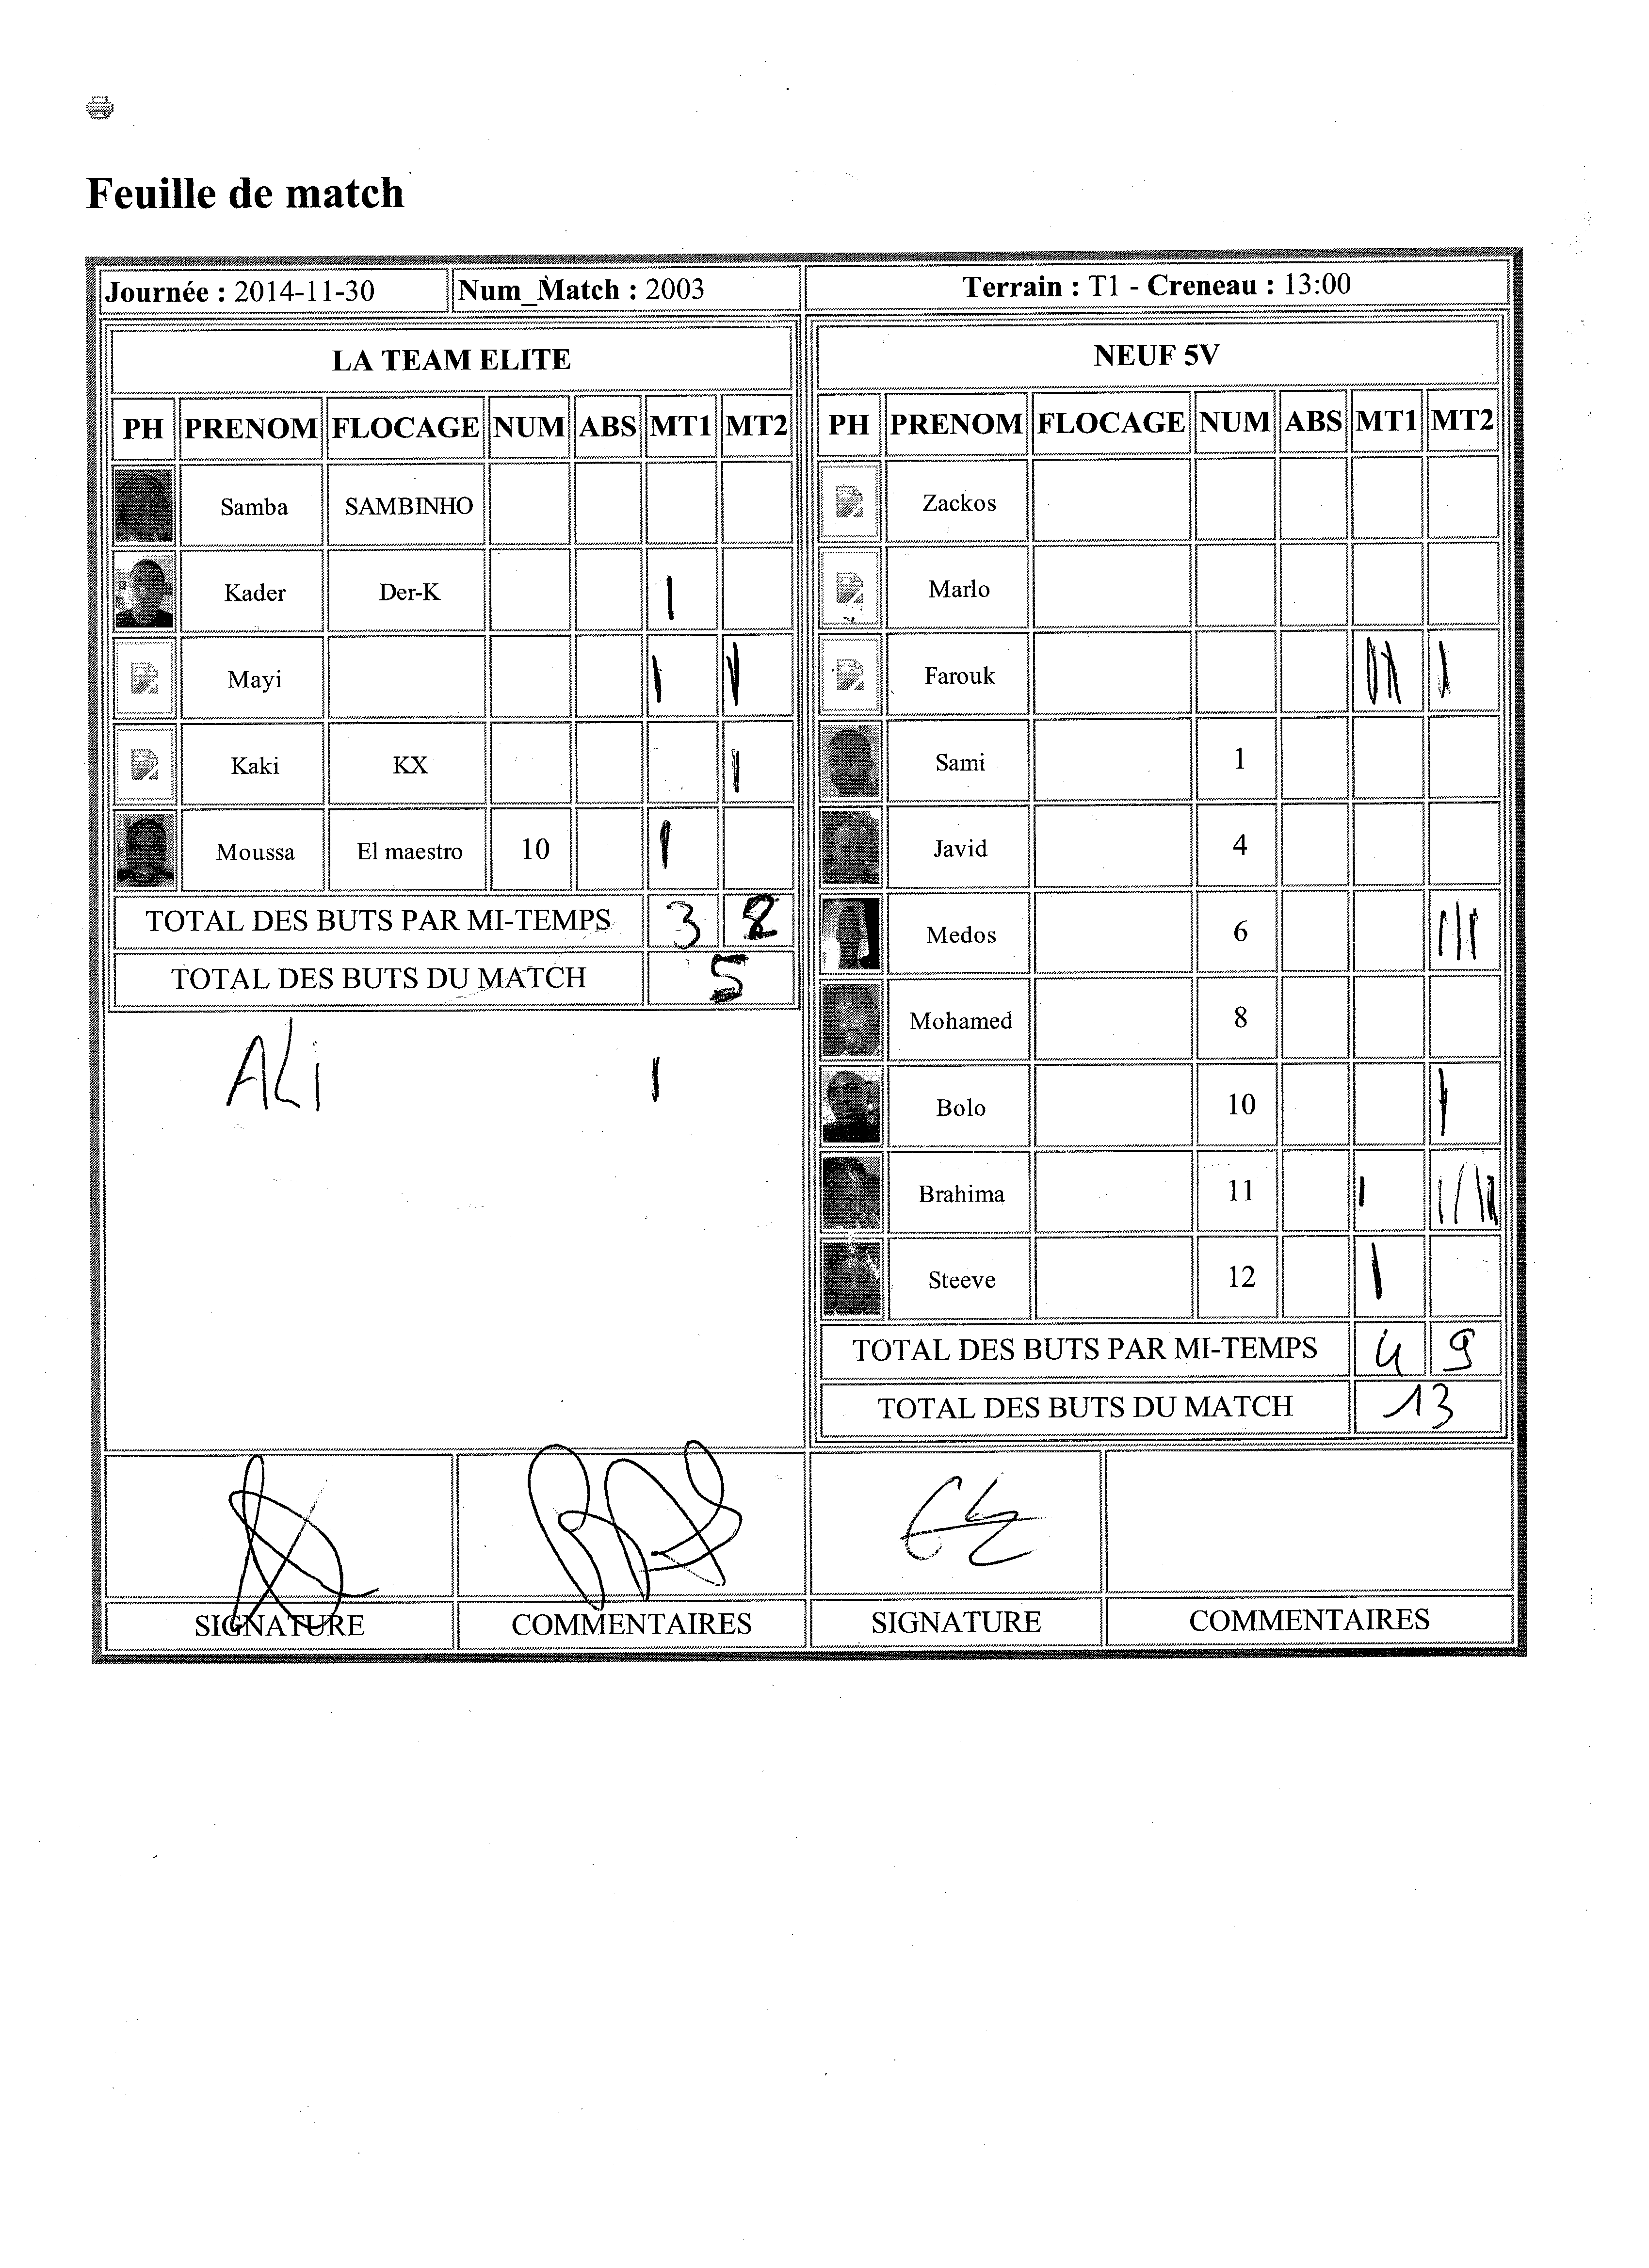 Feuille de match
Journée : 2014-11-30 Num_Match : 2003 Terrain : T1 - Creneau : 13:00
LA TEAM ELITE
PH PRENOM FLOCAGE NUM ABS MT1 MT2
Samba SAMBINHO
Kader Der-K I
Mayi I I
Kaki KX I
Moussa El maestro 10 I
TOTAL DES BUTS PAR MI-TEMPS 3 2
TOTAL DES BUTS DU MATCH 5
ALi I
NEUF 5V
PH PRENOM FLOCAGE NUM ABS MT1 MT2
Zackos
Marlo
Farouk
Sami 1
Javid 4
Medos 6 III
Mohamed 8
Bolo 10 I
Brahima 11 I
Steeve 12 I
TOTAL DES BUTS PAR MI-TEMPS 4 9
TOTAL DES BUTS DU MATCH 13
SIGNATURE COMMENTAIRES SIGNATURE COMMENTAIRES